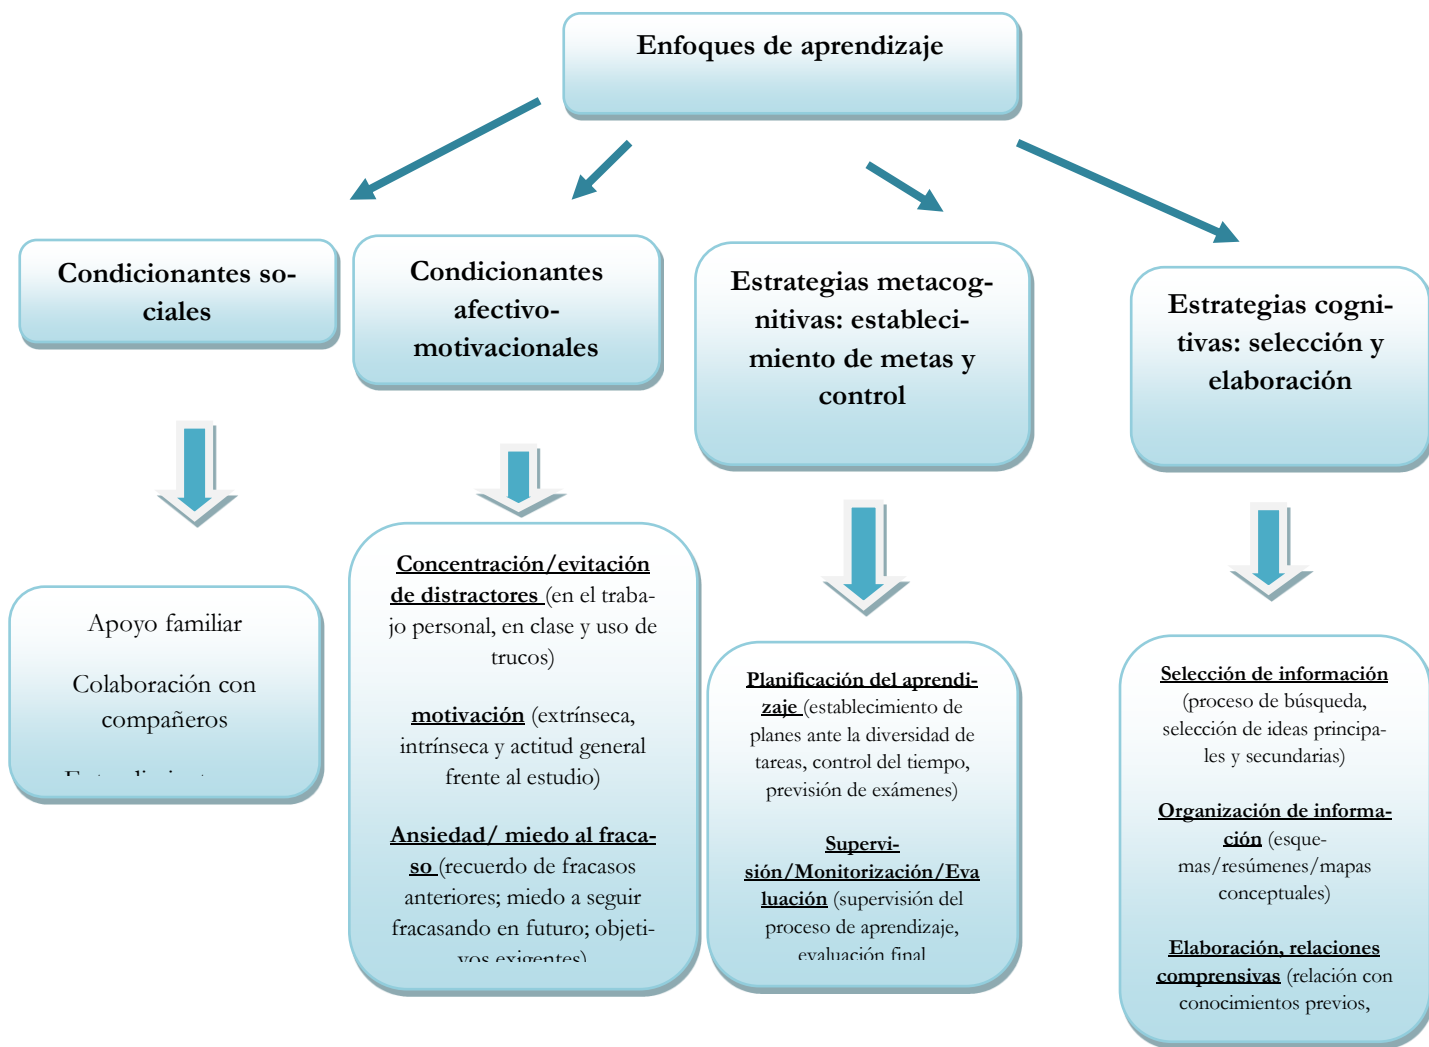 Enfoques de aprendizaje
Condicionantes so-
ciales
Condicionantes
afectivo-
motivacionales
Estrategias metacog-
nitivas: estableci-
miento de metas y
control
Estrategias cogni-
tivas: selección y
elaboración
Apoyo familiar
Colaboración con
compañeros
Concentración/evitación
de distractores (en el traba-
jo personal, en clase y uso de
trucos)
motivación (extrínseca,
intrínseca y actitud general
frente al estudio)
Ansiedad/ miedo al fraca-
so (recuerdo de fracasos
anteriores; miedo a seguir
fracasando en futuro; objeti-
vos exigentes)
Planificación del aprendi-
zaje (establecimiento de
planes ante la diversidad de
tareas, control del tiempo,
previsión de exámenes)
Supervi-
sión/Monitorización/Eva
luación (supervisión del
proceso de aprendizaje,
evaluación final
Selección de información
(proceso de búsqueda,
selección de ideas principa-
les y secundarias)
Organización de informa-
ción (esque-
mas/resúmenes/mapas
conceptuales)
Elaboración, relaciones
comprensivas (relación con
conocimientos previos,